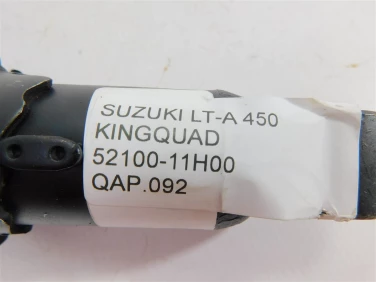 SUZUKI LT-A 450
KINGQUAD
52100-11H00
QAP.092